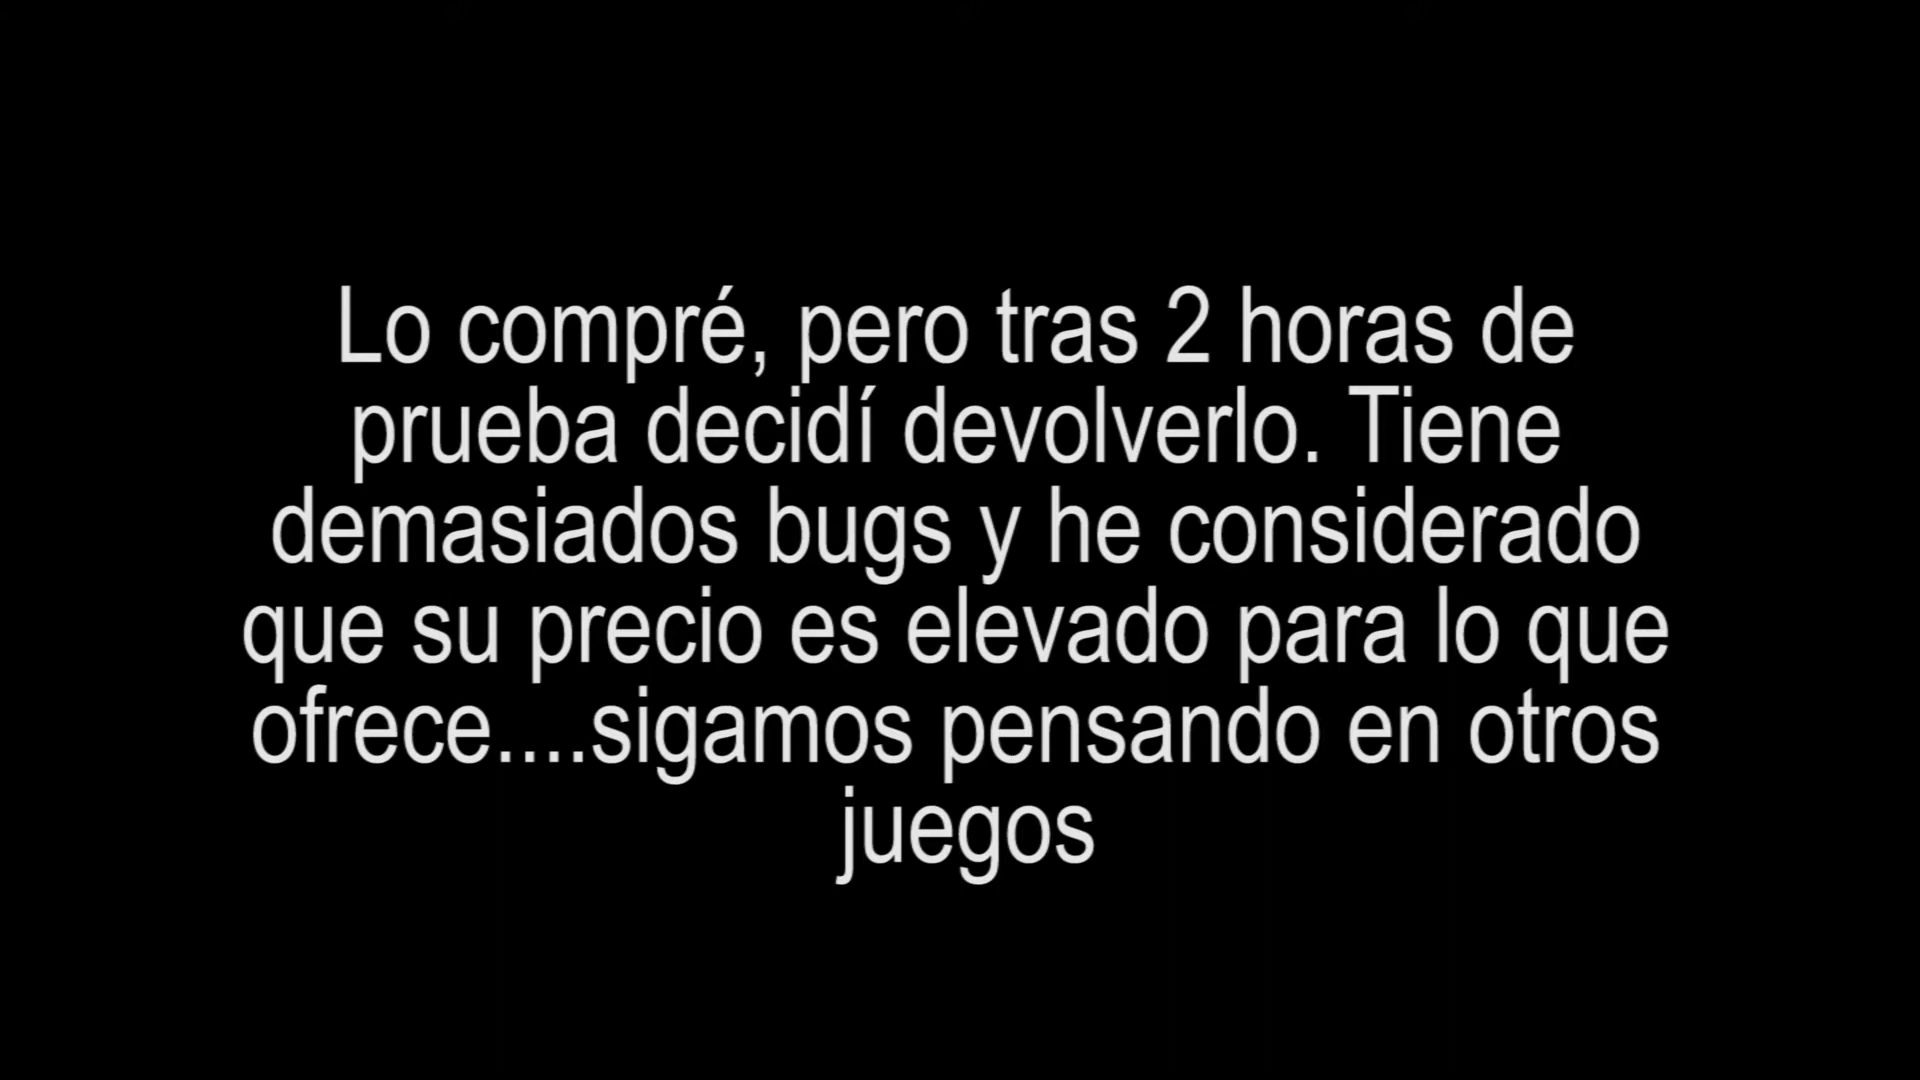 Lo compré, pero tras 2 horas de
prueba decidí devolverlo. Tiene
demasiados bugs y he considerado
que su precio es elevado para lo que
ofrece....sigamos pensando en otros
juegos